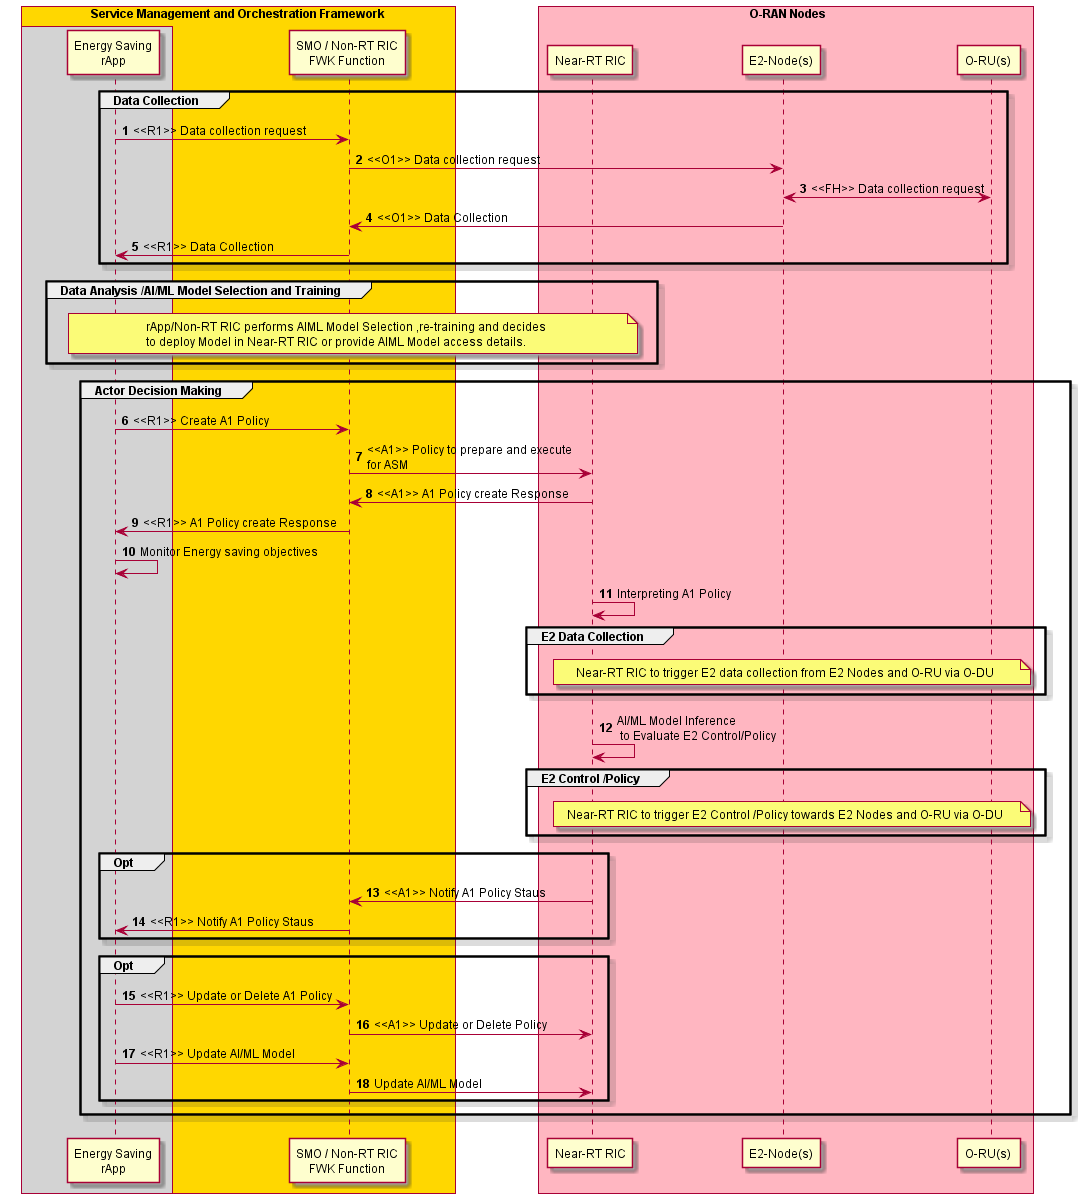 Service Management and Orchestration Framework
O-RAN Nodes
Energy Saving
rApp
SMO / Non-RT RIC
FWK Function
Near-RT RIC
E2-Node(s)
O-RU(s)
Data Collection
1 <<R1>> Data collection request
2 <<O1>> Data collection request
3 <<FH>> Data collection request
4 <<O1>> Data Collection
5 <<R1>> Data Collection
Data Analysis /AI/ML Model Selection and Training
rApp/Non-RT RIC performs AIML Model Selection ,re-training and decides
to deploy Model in Near-RT RIC or provide AIML Model access details.
Actor Decision Making
6 <<R1>> Create A1 Policy
7 <<A1>> Policy to prepare and execute
for ASM
8 <<A1>> A1 Policy create Response
9 <<R1>> A1 Policy create Response
10 Monitor Energy saving objectives
11 Interpreting A1 Policy
E2 Data Collection
Near-RT RIC to trigger E2 data collection from E2 Nodes and O-RU via O-DU
12 AI/ML Model Inference
to Evaluate E2 Control/Policy
E2 Control /Policy
Near-RT RIC to trigger E2 Control /Policy towards E2 Nodes and O-RU via O-DU
Opt
13 <<A1>> Notify A1 Policy Staus
14 <<R1>> Notify A1 Policy Staus
Opt
15 <<R1>> Update or Delete A1 Policy
16 <<A1>> Update or Delete Policy
17 <<R1>> Update AI/ML Model
18 Update AI/ML Model
Energy Saving
rApp
SMO / Non-RT RIC
FWK Function
Near-RT RIC
E2-Node(s)
O-RU(s)